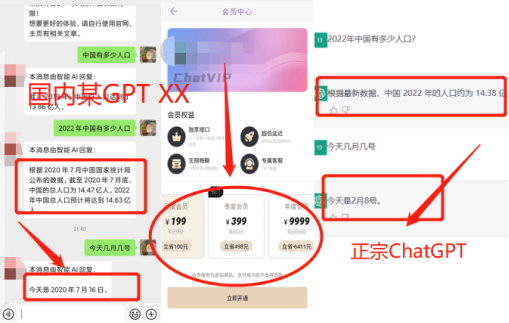 限!
想要更好的体验,请自行使用官网,
主页有相关文章。
中国有多少人口
本消息由智能 AI 回复:
13.86 亿人。
国内某GPT XX
2022 年中国有多少人口
本消息由智能 AI 回复:
根据 2020 年 7 月中国国家统计局
公布的数据,截至 2020 年 7 月底,
中国的总人口为 14.47 亿人。2022
年中国总人口预计将达到 14.63 亿
人。
今天几月几号
本消息由智能 AI 回复:
今天是 2020 年 7 月 16 日。
会员中心
ChatVIP
会员权益
独享接口
超低延迟
无限畅聊
专属客服
季度会员
¥199
¥399
¥9999
立省100元
立省498元
立省6411元
立即开通
2022年中国有多少人口?
根据最新数据,中国 2022 年的人口约为 14.38 亿
今天几月几号
今天是2月8号。
正宗ChatGPT